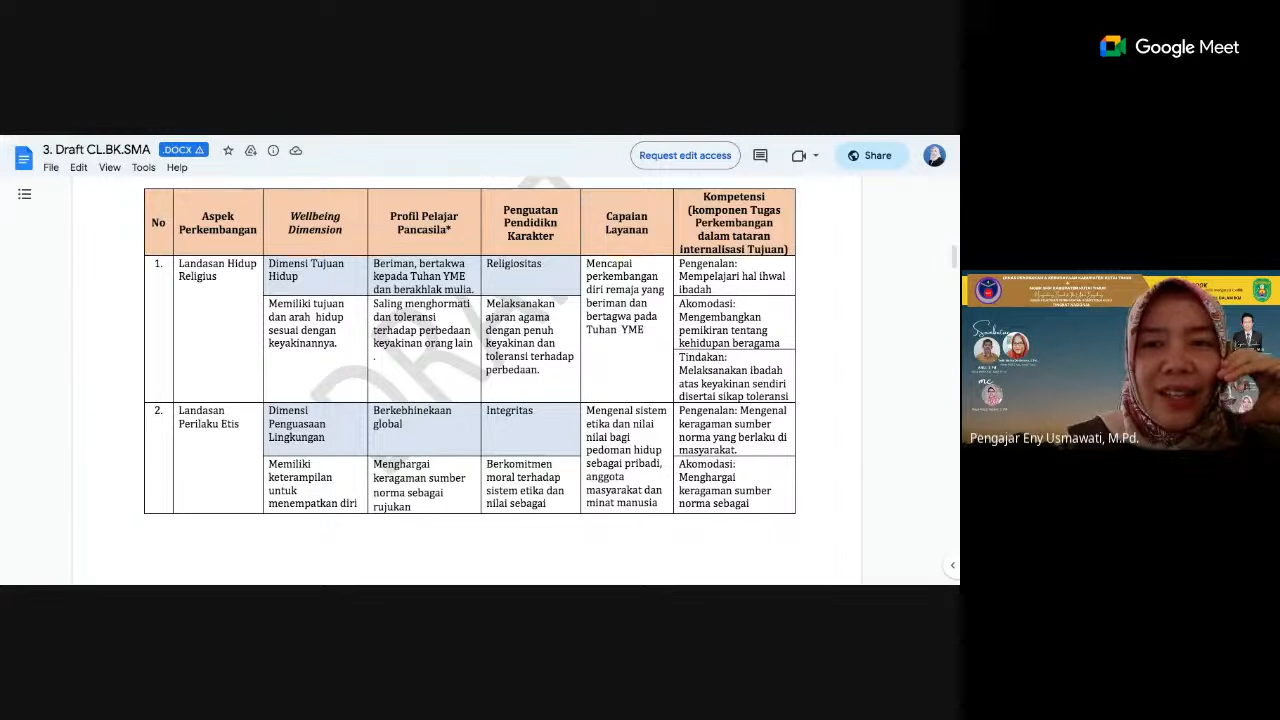 Google Meet
3. Draft CL.BK.SMA .DOCX
File Edit View Tools Help
Request edit access
Share
No
Aspek
Perkembangan
Wellbeing
Dimension
Profil Pelajar
Pancasila*
Penguatan
Pendidikn
Karakter
Capaian
Layanan
Kompetensi
(komponen Tugas
Perkembangan
dalam tataran
internalisasi Tujuan)
1.
Landasan Hidup
Religius
Dimensi Tujuan
Hidup
Beriman, bertakwa
kepada Tuhan YME
dan berakhlak mulia.
Religiositas
Mencapai
perkembangan
diri remaja yang
beriman dan
bertagwa pada
Tuhan YME
Pengenalan:
Mempelajari hal ihwal
ibadah
Memiliki tujuan
dan arah hidup
sesuai dengan
keyakinannya.
Saling menghormati
dan toleransi
terhadap perbedaan
keyakinan orang lain
.
Melaksanakan
ajaran agama
dengan penuh
keyakinan dan
toleransi terhadap
perbedaan.
Akomodasi:
Mengembangkan
pemikiran tentang
kehidupan beragama
Tindakan:
Melaksanakan ibadah
atas keyakinan sendiri
disertai sikap toleransi
2.
Landasan
Perilaku Etis
Dimensi
Penguasaan
Lingkungan
Berkebhinekaan
global
Integritas
Mengenal sistem
etika dan nilai
nilai bagi
pedoman hidup
sebagai pribadi,
anggota
masyarakat dan
minat manusia
Pengenalan: Mengenal
keragaman sumber
norma yang berlaku di
masyarakat.
Memiliki
keterampilan
untuk
menempatkan diri
Menghargai
keragaman sumber
norma sebagai
rujukan
Berkomitmen
moral terhadap
sistem etika dan
nilai sebagai
Akomodasi:
Menghargai
keragaman sumber
norma sebagai
Sambutan
mc
Pengajar Eny Usmawati, M.Pd.